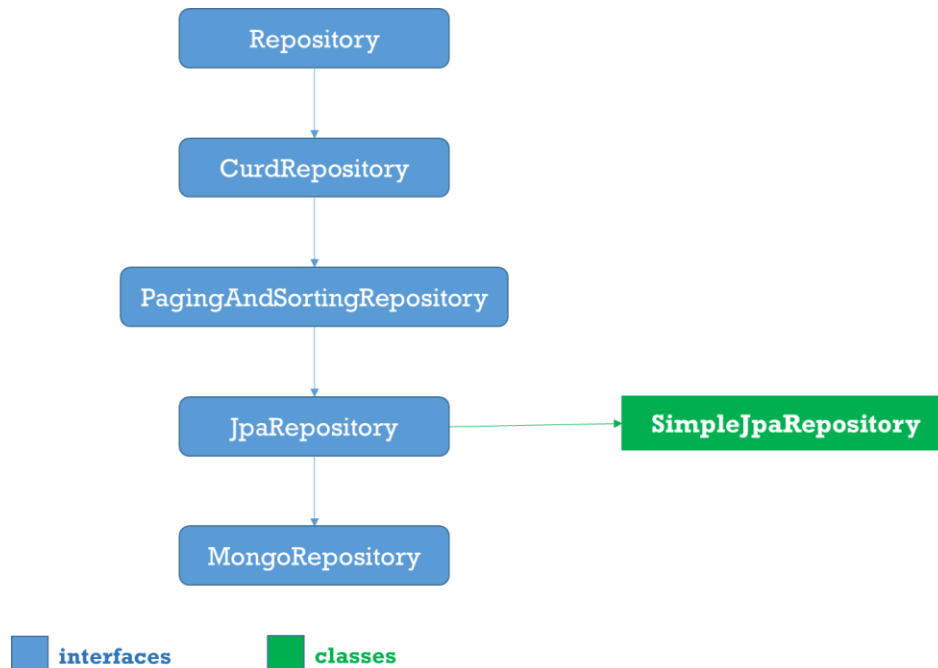 Repository
CurdRepository
PagingAndSortingRepository
JpaRepository
SimpleJpaRepository
MongoRepository
interfaces
classes